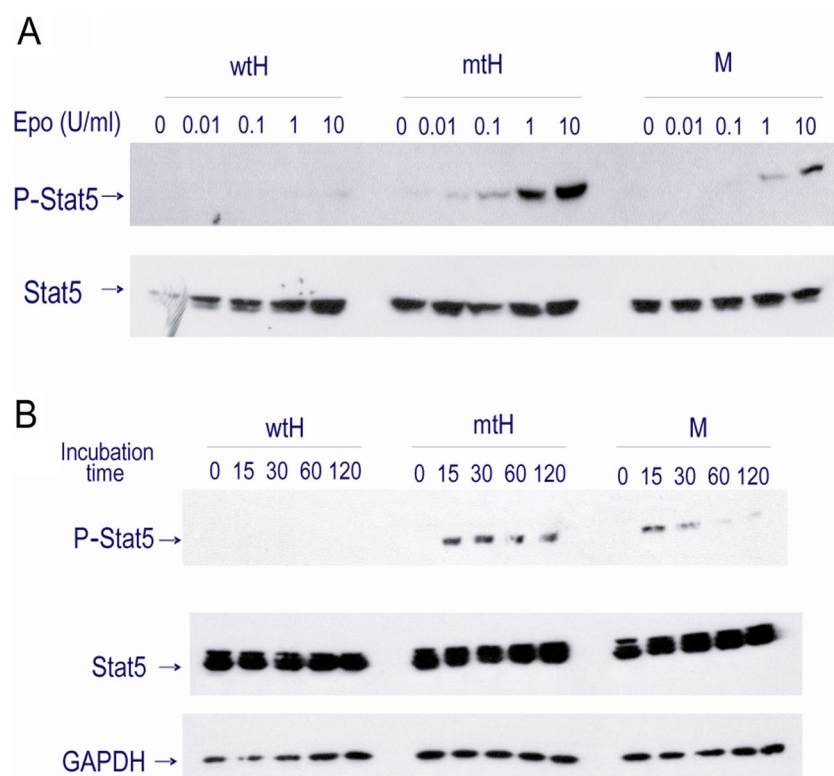 A
wtH mtH M
Epo (U/ml) 0 0.01 0.1 1 10 0 0.01 0.1 1 10 0 0.01 0.1 1 10
P-Stat5→
Stat5 →
B
wtH mtH M
Incubation
time
0 15 30 60 120 0 15 30 60 120 0 15 30 60 120
P-Stat5→
Stat5 →
GAPDH →